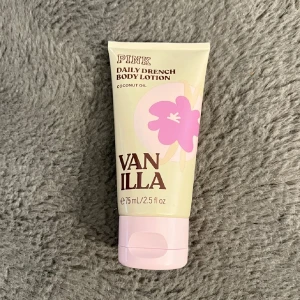 PINK
DAILY DRENCH
BODY LOTION
COCONUT OIL
VAN
ILLA
℮ 75 mL/2.5 fl oz